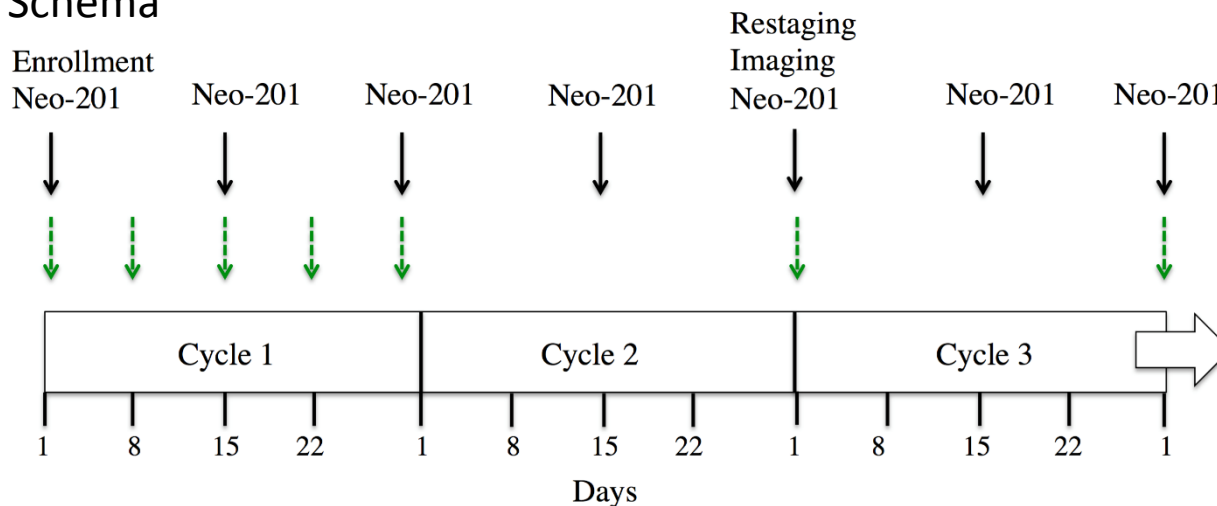 Schema
Enrollment
Neo-201
Neo-201
Neo-201
Neo-201
Restaging
Imaging
Neo-201
Neo-201
Neo-201
Cycle 1
Cycle 2
Cycle 3
1 8 15 22 1 8 15 22 1 8 15 22 1
Days